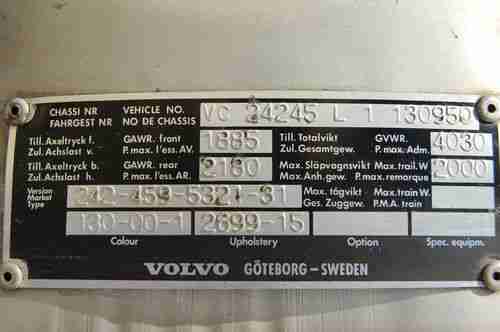 CHASSI NR VEHICLE NO. VC 24245 L 1 130950
FAHRGEST NR NO DE CHASSIS
Till. Axeltryck f. GAWR. front 1885 Till. Totalvikt GVWR. 4030
Zul. Achslast v. P. max. l'ess. AV. Zul. Gesamtgew. P. max. Adm.
Till. Axeltryck b. GAWR. rear 2180 Max. Släpvagnsvikt Max. trail. W 2000
Zul. Achslast h. P. max. l'ess. AR. Max. Anh.gew. P. max. remorque
Version
Market
Type
242-459-5321-31 Max. tågvikt Max. train W.
Ges. Zuggew. P.M.A. train
130-00-1 2699-15
Colour Upholstery Option Spec. equipm.
VOLVO GÖTEBORG – SWEDEN